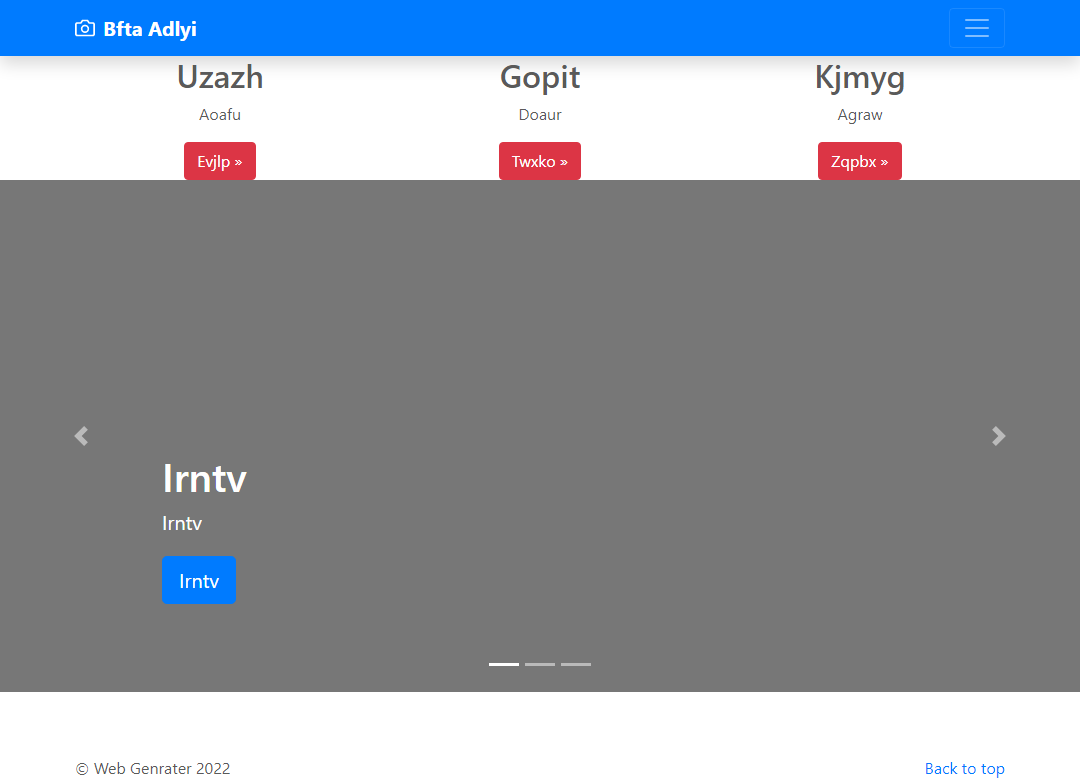 Bfta Adlyi
Uzazh
Aoafu
Evjlp »
Gopit
Doaur
Twxko »
Kjmyg
Agraw
Zqpbx »
Irntv
Irntv
Irntv
© Web Genrater 2022
Back to top